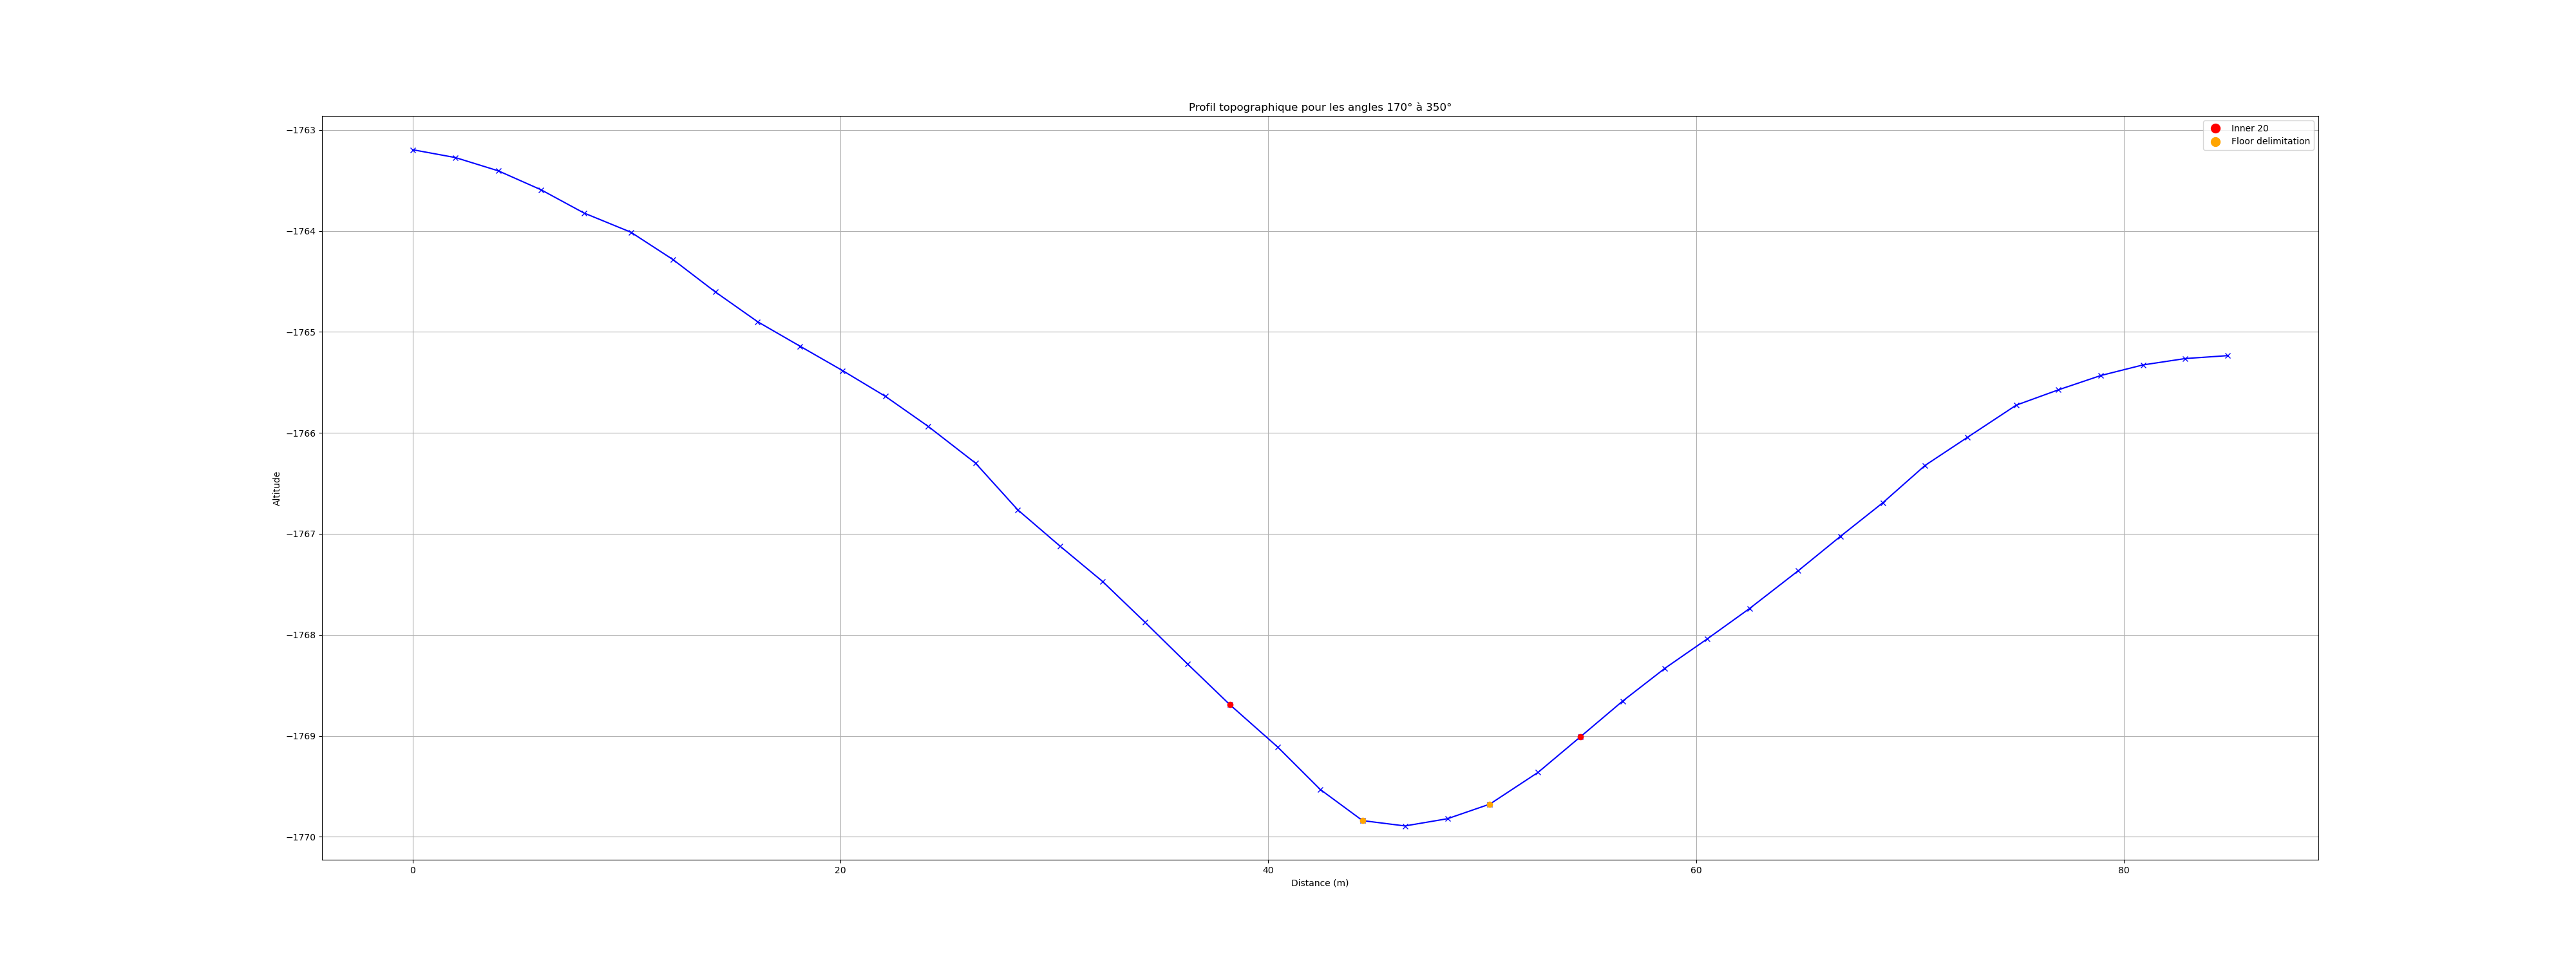 Profil topographique pour les angles 170° à 350°
Inner 20
Floor delimitation
−1763
−1764
−1765
−1766
−1767
−1768
−1769
−1770
Altitude
0 20 40 60 80
Distance (m)